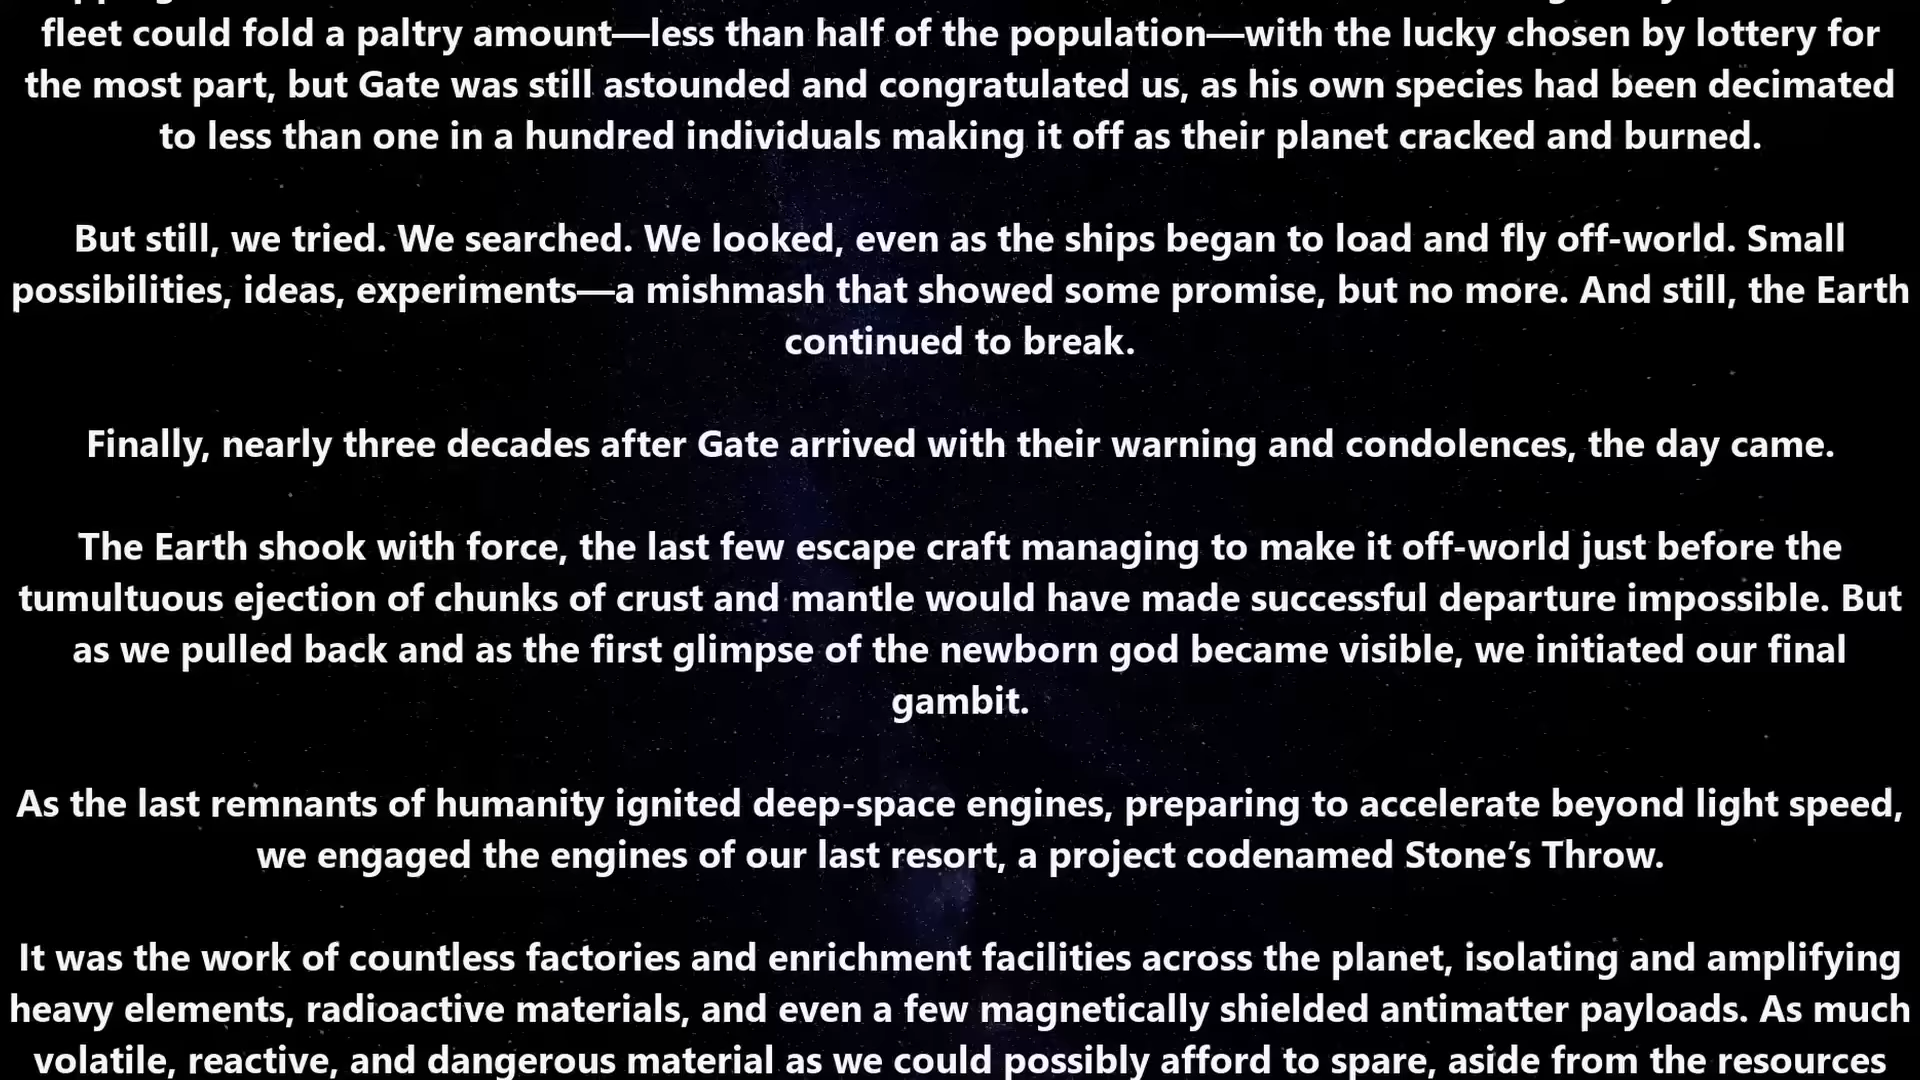 fleet could fold a paltry amount—less than half of the population—with the lucky chosen by lottery for
the most part, but Gate was still astounded and congratulated us, as his own species had been decimated
to less than one in a hundred individuals making it off as their planet cracked and burned.
But still, we tried. We searched. We looked, even as the ships began to load and fly off-world. Small
possibilities, ideas, experiments—a mishmash that showed some promise, but no more. And still, the Earth
continued to break.
Finally, nearly three decades after Gate arrived with their warning and condolences, the day came.
The Earth shook with force, the last few escape craft managing to make it off-world just before the
tumultuous ejection of chunks of crust and mantle would have made successful departure impossible. But
as we pulled back and as the first glimpse of the newborn god became visible, we initiated our final
gambit.
As the last remnants of humanity ignited deep-space engines, preparing to accelerate beyond light speed,
we engaged the engines of our last resort, a project codenamed Stone’s Throw.
It was the work of countless factories and enrichment facilities across the planet, isolating and amplifying
heavy elements, radioactive materials, and even a few magnetically shielded antimatter payloads. As much
volatile, reactive, and dangerous material as we could possibly afford to spare, aside from the resources